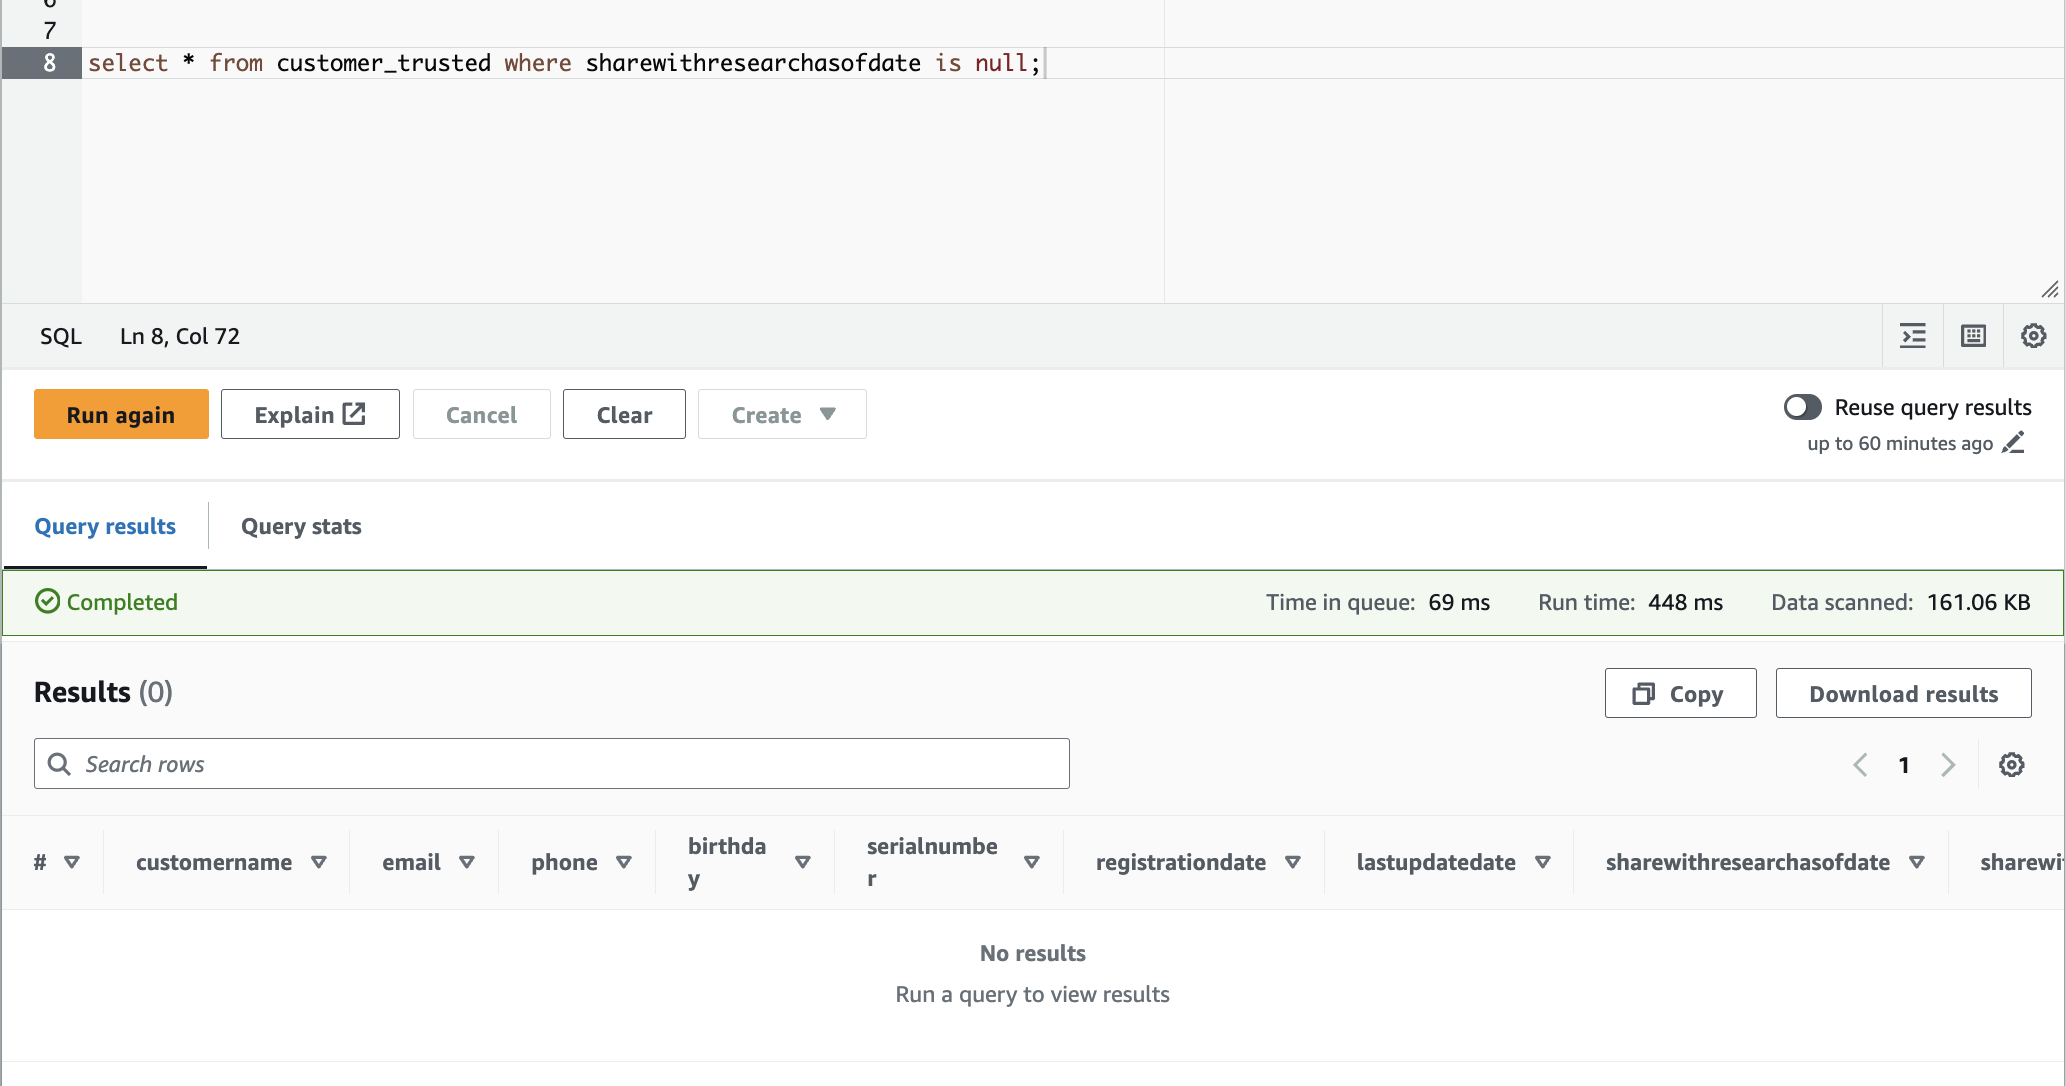 6
7
8 select * from customer_trusted where sharewithresearchasofdate is null;
SQL Ln 8, Col 72
Run again Explain Cancel Clear Create Reuse query results
up to 60 minutes ago
Query results Query stats
Completed Time in queue: 69 ms Run time: 448 ms Data scanned: 161.06 KB
Results (0) Copy Download results
Search rows 1
# customername email phone birthda
y serialnumbe
r registrationdate lastupdatedate sharewithresearchasofdate sharewi
No results
Run a query to view results